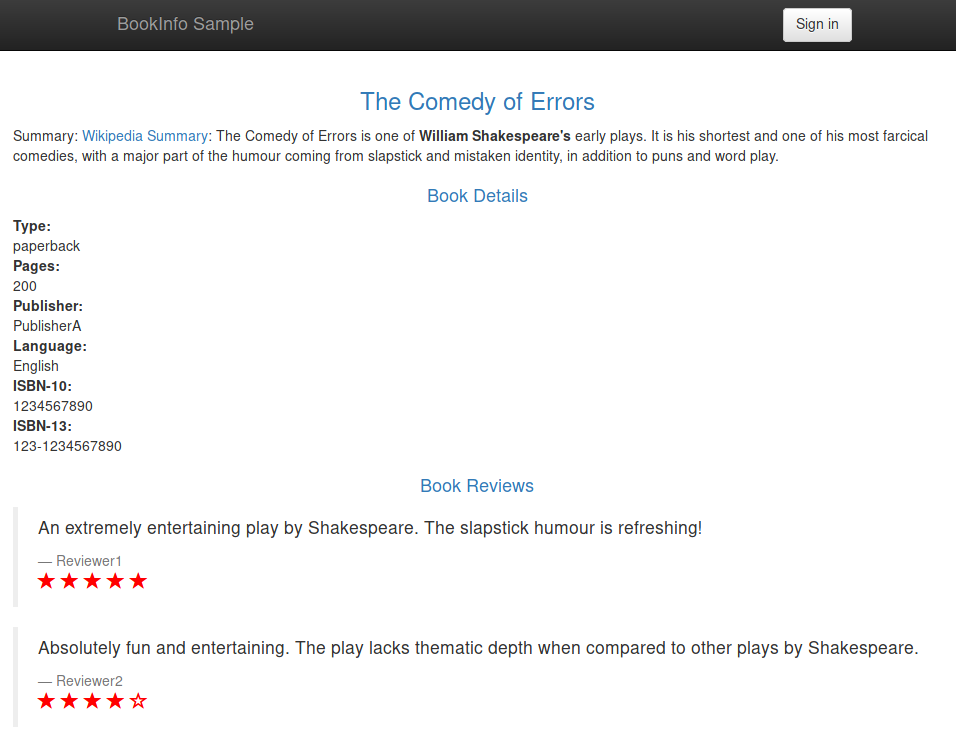 BookInfo Sample
Sign in
The Comedy of Errors
Summary: Wikipedia Summary: The Comedy of Errors is one of William Shakespeare's early plays. It is his shortest and one of his most farcical
comedies, with a major part of the humour coming from slapstick and mistaken identity, in addition to puns and word play.
Book Details
Type:
paperback
Pages:
200
Publisher:
PublisherA
Language:
English
ISBN-10:
1234567890
ISBN-13:
123-1234567890
Book Reviews
An extremely entertaining play by Shakespeare. The slapstick humour is refreshing!
— Reviewer1
★★★★★
Absolutely fun and entertaining. The play lacks thematic depth when compared to other plays by Shakespeare.
— Reviewer2
★★★★☆